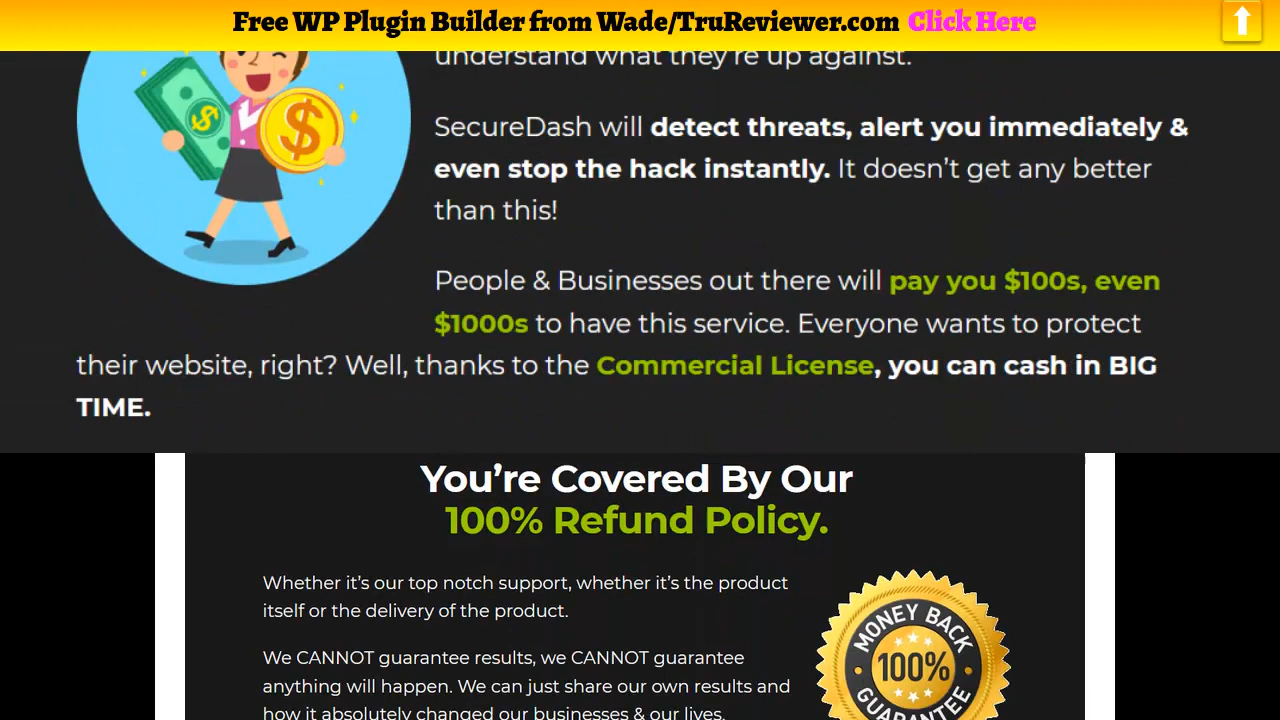 Free WP Plugin Builder from Wade/TruReviewer.com Click Here
understand what they're up against.
SecureDash will detect threats, alert you immediately &
even stop the hack instantly. It doesn’t get any better
than this!
People & Businesses out there will pay you $100s, even
$1000s to have this service. Everyone wants to protect
their website, right? Well, thanks to the Commercial License, you can cash in BIG
TIME.
You’re Covered By Our
100% Refund Policy.
Whether it’s our top notch support, whether it’s the product
itself or the delivery of the product.
We CANNOT guarantee results, we CANNOT guarantee
anything will happen. We can just share our own results and
how it absolutely changed our businesses & our lives.
MONEY BACK
100%
GUARANTEE